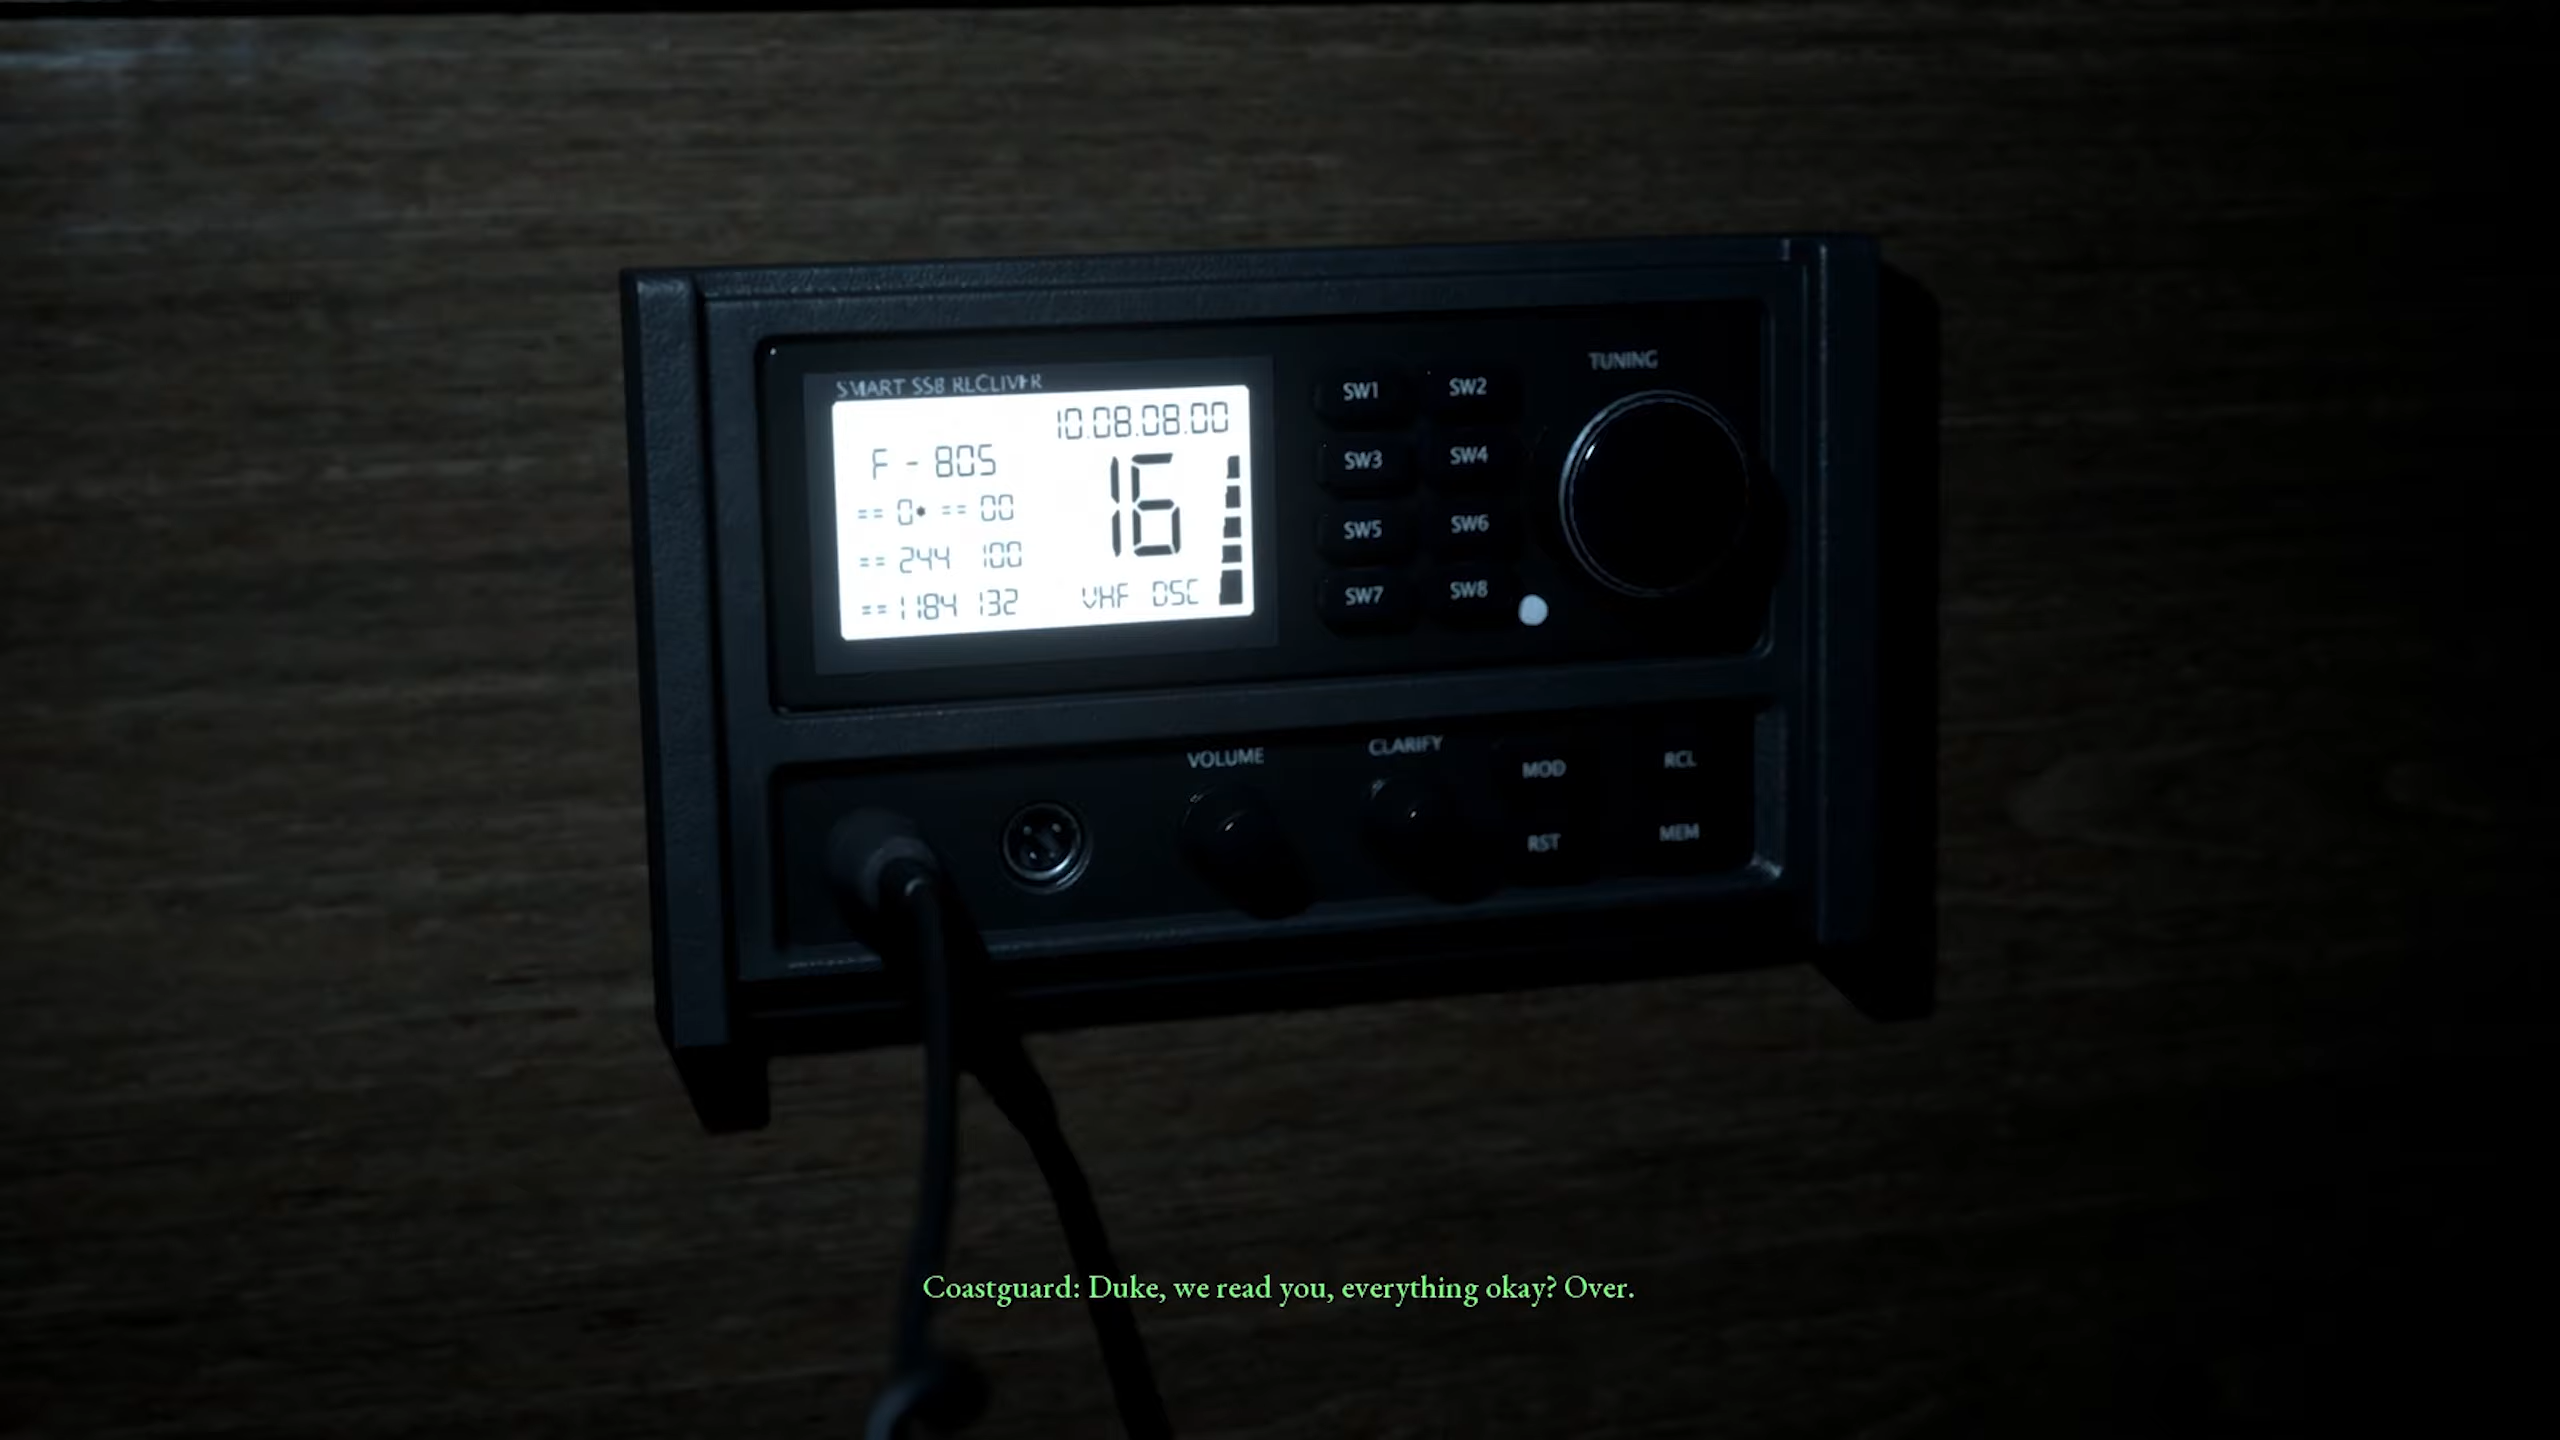 SMART SSB RECEIVER
10.08.08.00
F - 805
16
== 0• == 00
== 244 100
== 1184 132
VHF DSC
SW1 SW2
SW3 SW4
SW5 SW6
SW7 SW8
TUNING
VOLUME
CLARIFY
MOD RCL
RST MEM
Coastguard: Duke, we read you, everything okay? Over.